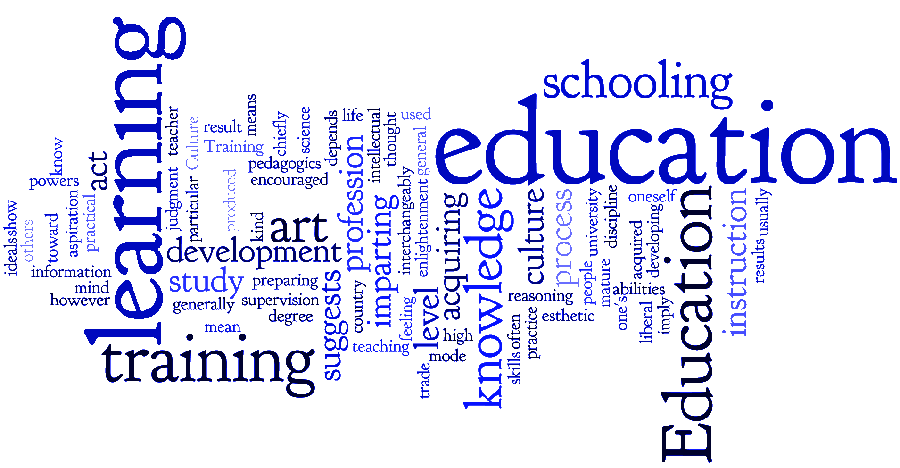 learning
schooling
education
Education
training
knowledge
art
development
study
suggests
profession
imparting
level
acquiring
culture
process
instruction
act
know
powers
ideals
show
others
toward
aspiration
practical
information
mind
however
teacher
Culture
judgment
particular
produced
result
Training
means
chiefly
science
pedagogics
encouraged
kind
preparing
generally
supervision
degree
mean
depends
life
intellectual
thought
used
general
interchangeably
enlightenment
country
feeling
teaching
trade
high
mode
skills
often
practice
reasoning
esthetic
people
university
mature
discipline
oneself
acquired
developing
abilities
one's
liberal
imply
results
usually